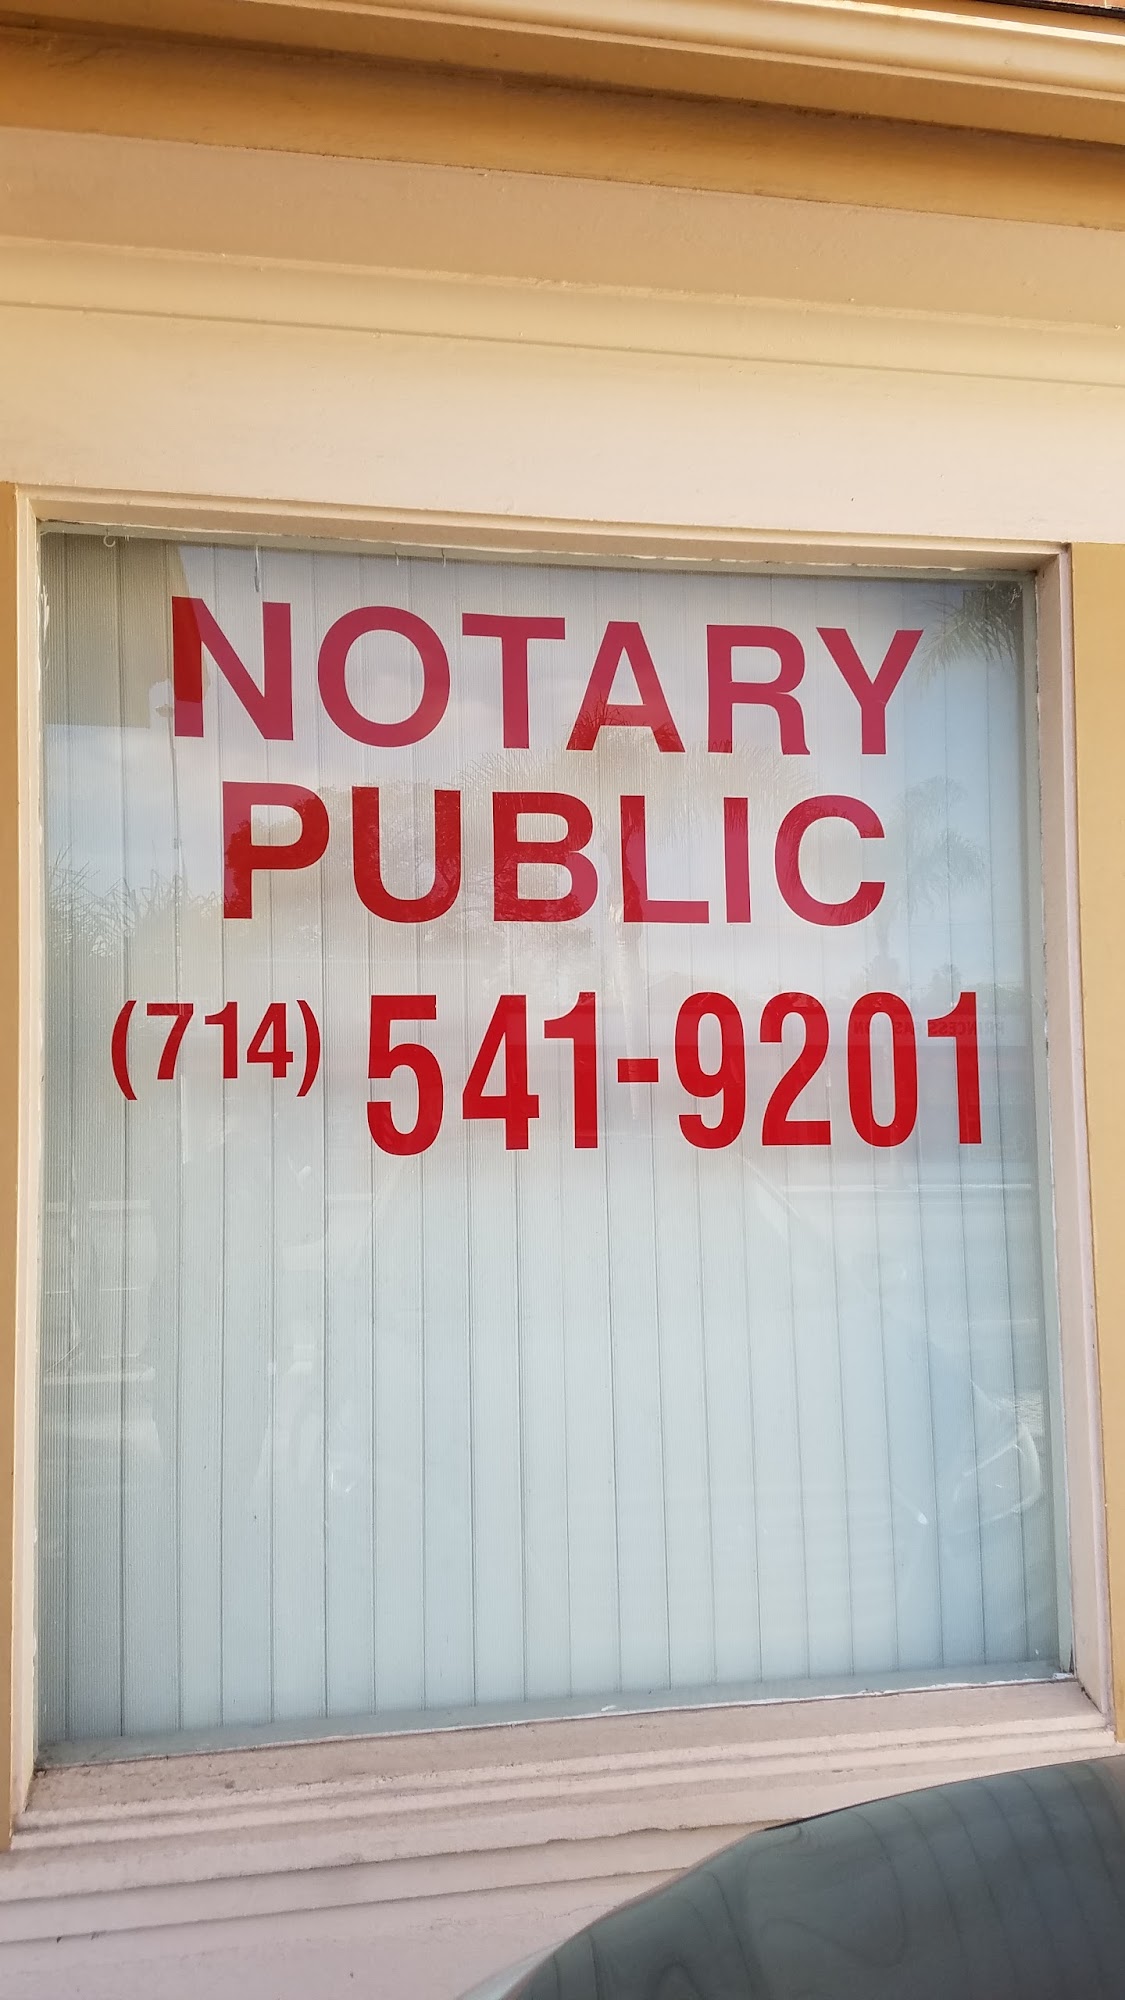 NOTARY
PUBLIC
(714) 541-9201